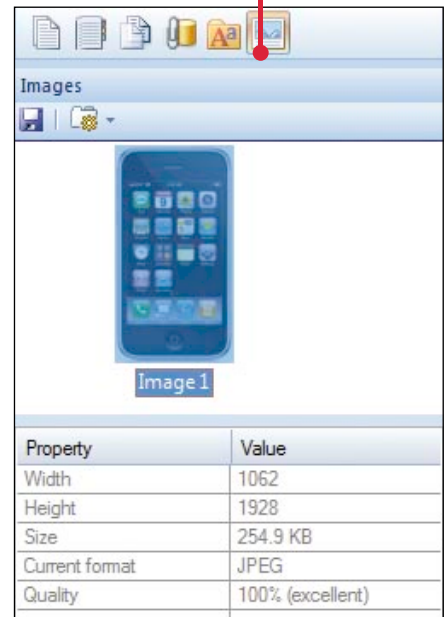 Aa
Images
Image 1
Property Value
Width 1062
Height 1928
Size 254.9 KB
Current format JPEG
Quality 100% (excellent)